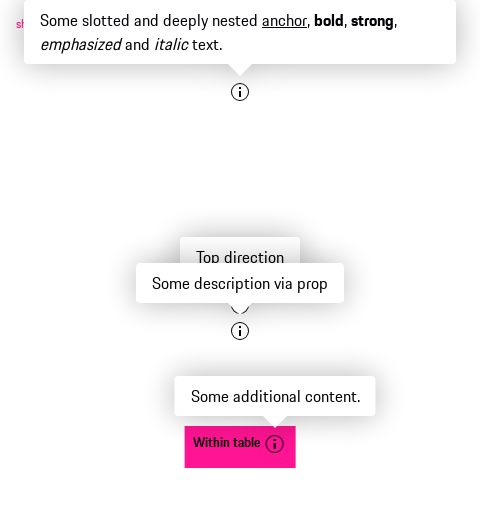 Some slotted and deeply nested anchor, bold, strong,
emphasized and italic text.
Top direction
Some description via prop
Some additional content.
Within table